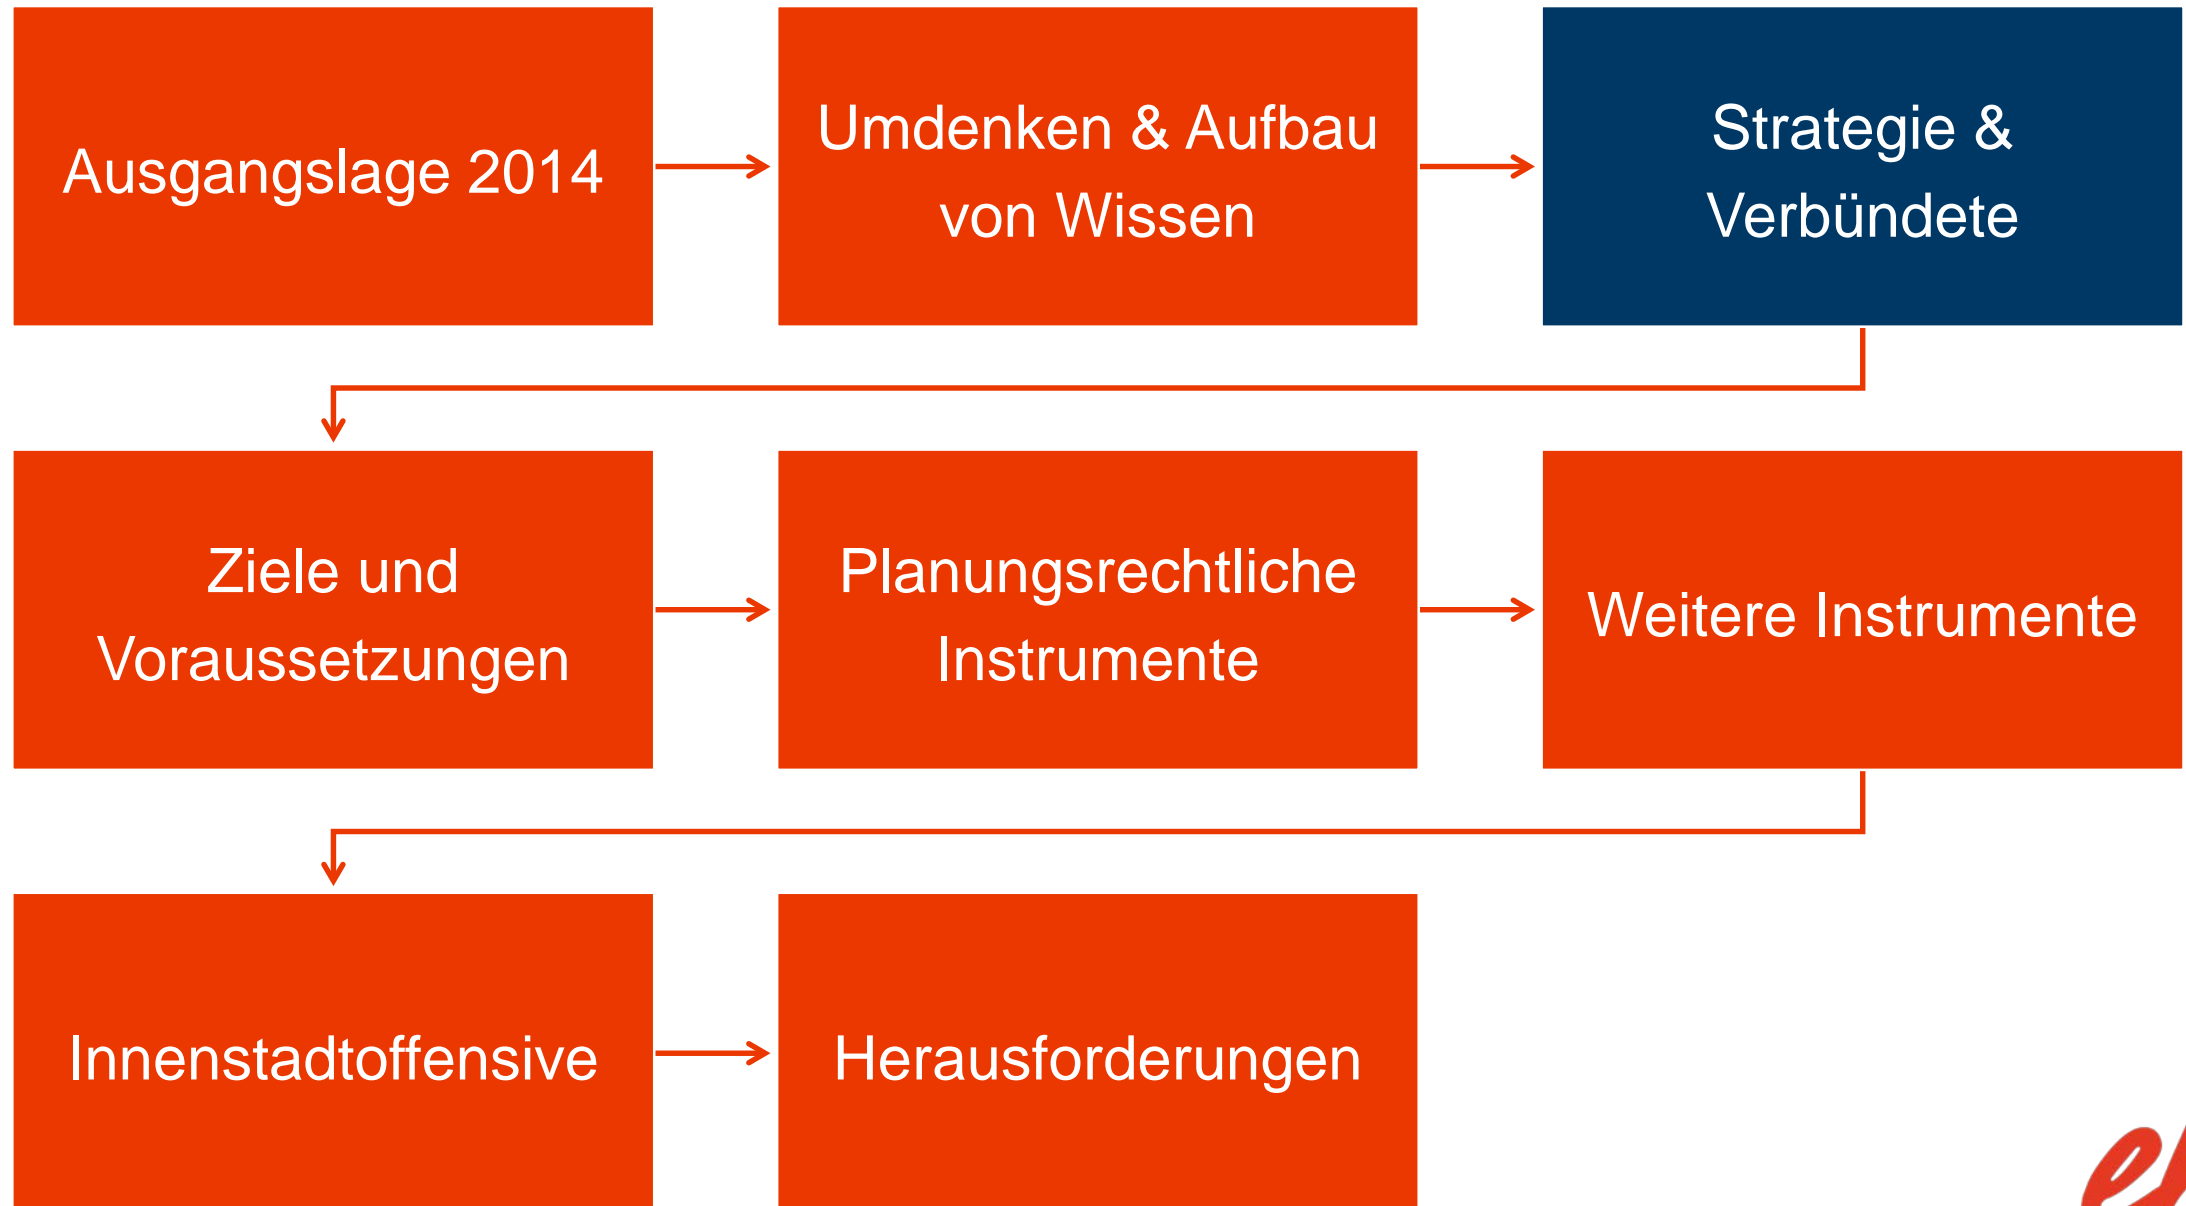 Ausgangslage 2014
Umdenken & Aufbau
von Wissen
Strategie &
Verbündete
Ziele und
Voraussetzungen
Planungsrechtliche
Instrumente
Weitere Instrumente
Innenstadtoffensive
Herausforderungen